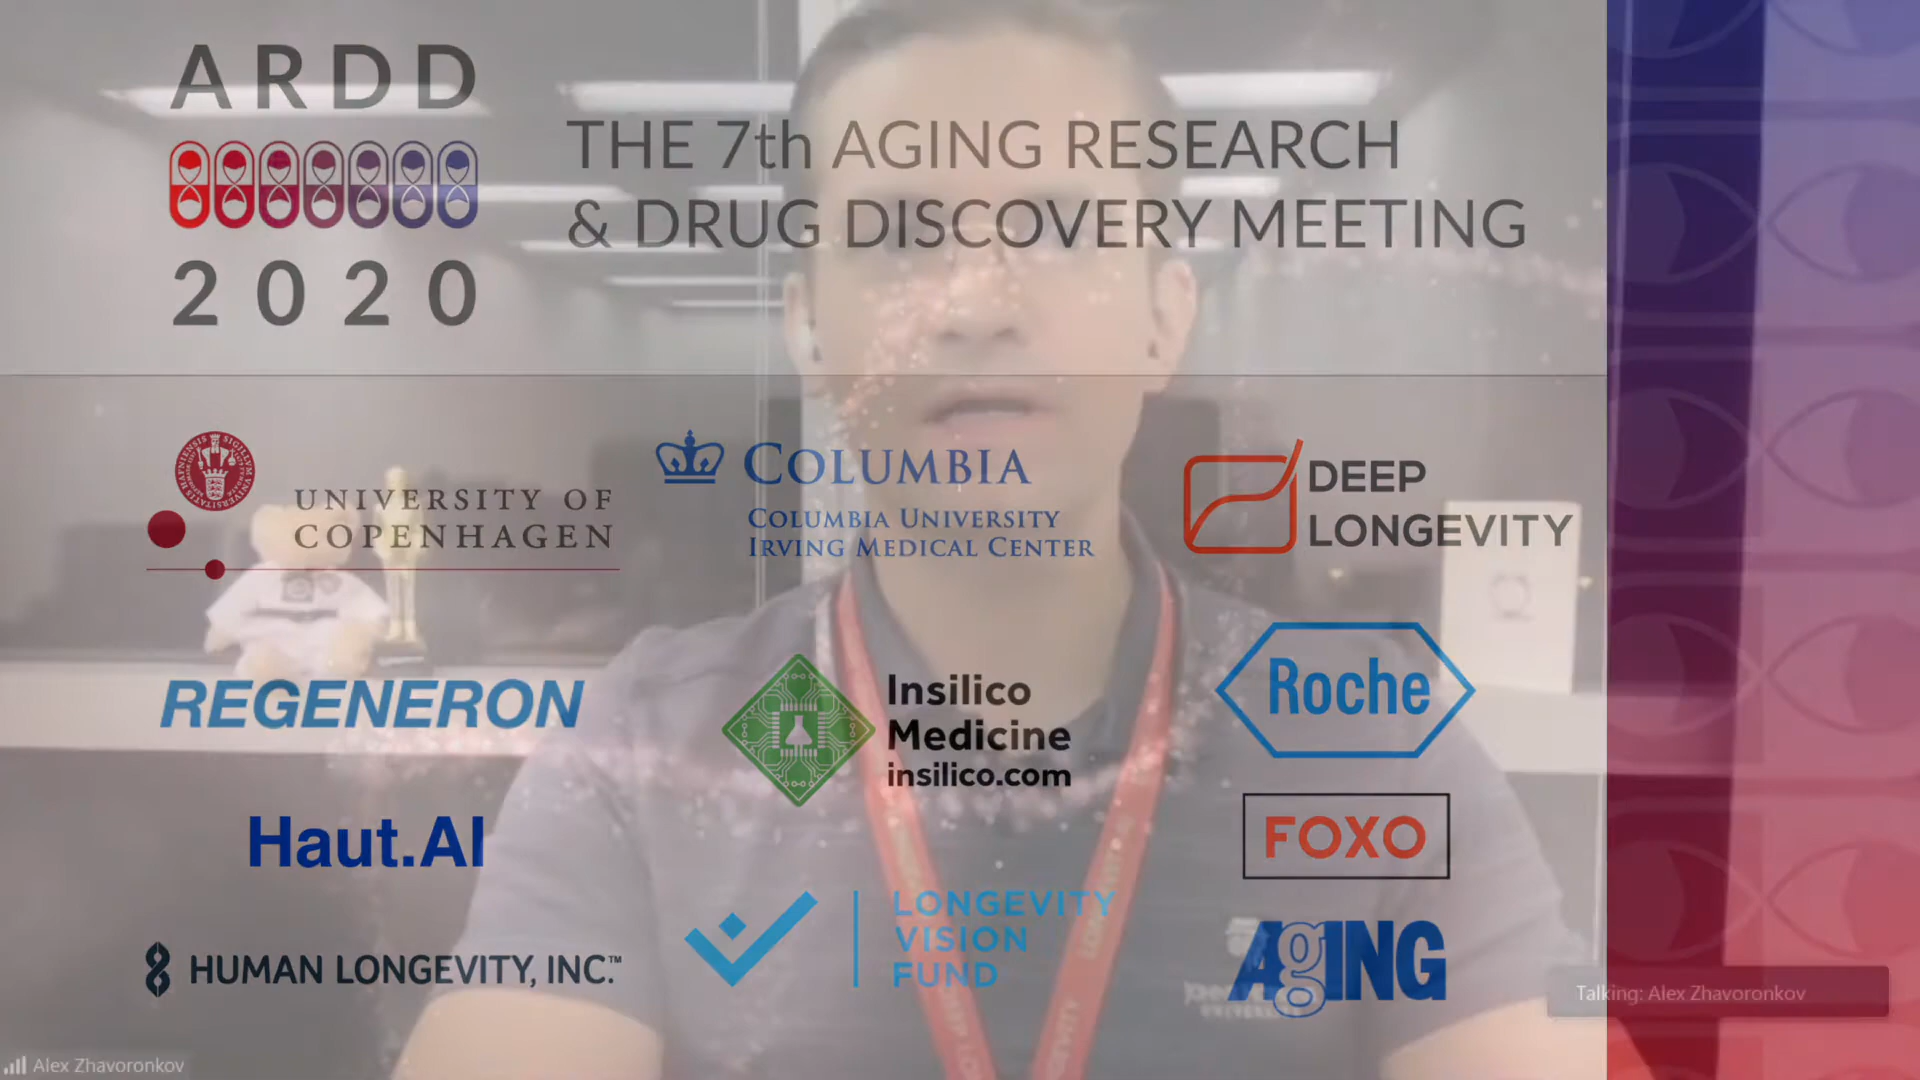 ARDD
2020
THE 7th AGING RESEARCH
& DRUG DISCOVERY MEETING
UNIVERSITY OF
COPENHAGEN
COLUMBIA
COLUMBIA UNIVERSITY
IRVING MEDICAL CENTER
DEEP
LONGEVITY
REGENERON
Insilico
Medicine
insilico.com
Roche
Haut.AI
FOXO
HUMAN LONGEVITY, INC.™
LONGEVITY
VISION
FUND
AgING
Talking: Alex Zhavoronkov
Alex Zhavoronkov